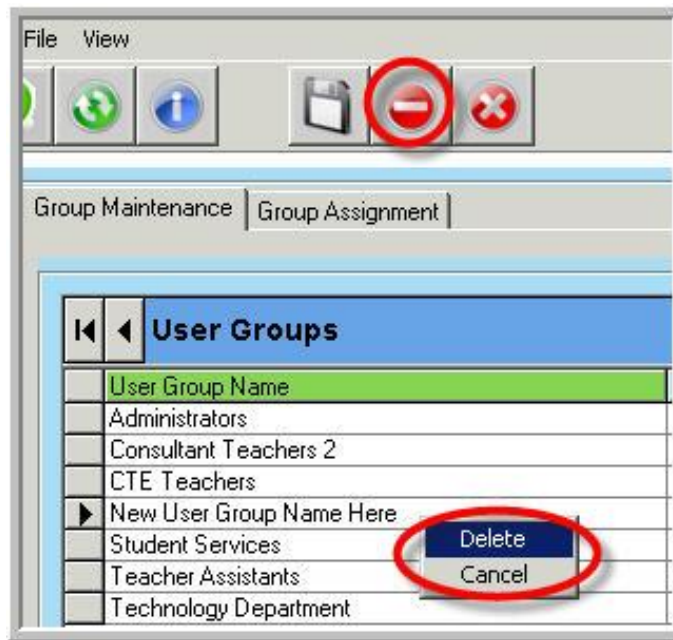 File View
Group Maintenance Group Assignment
User Groups
User Group Name
Administrators
Consultant Teachers 2
CTE Teachers
New User Group Name Here
Student Services
Delete
Teacher Assistants
Cancel
Technology Department